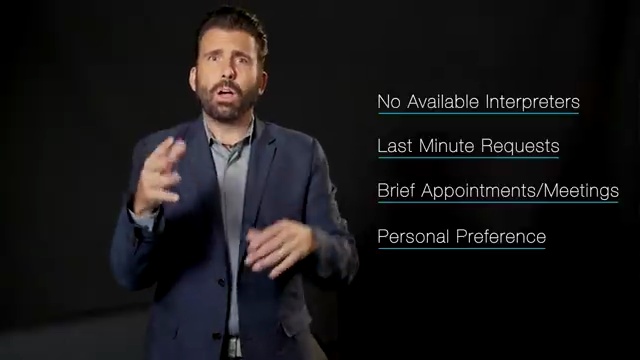 No Available Interpreters
Last Minute Requests
Brief Appointments/Meetings
Personal Preference